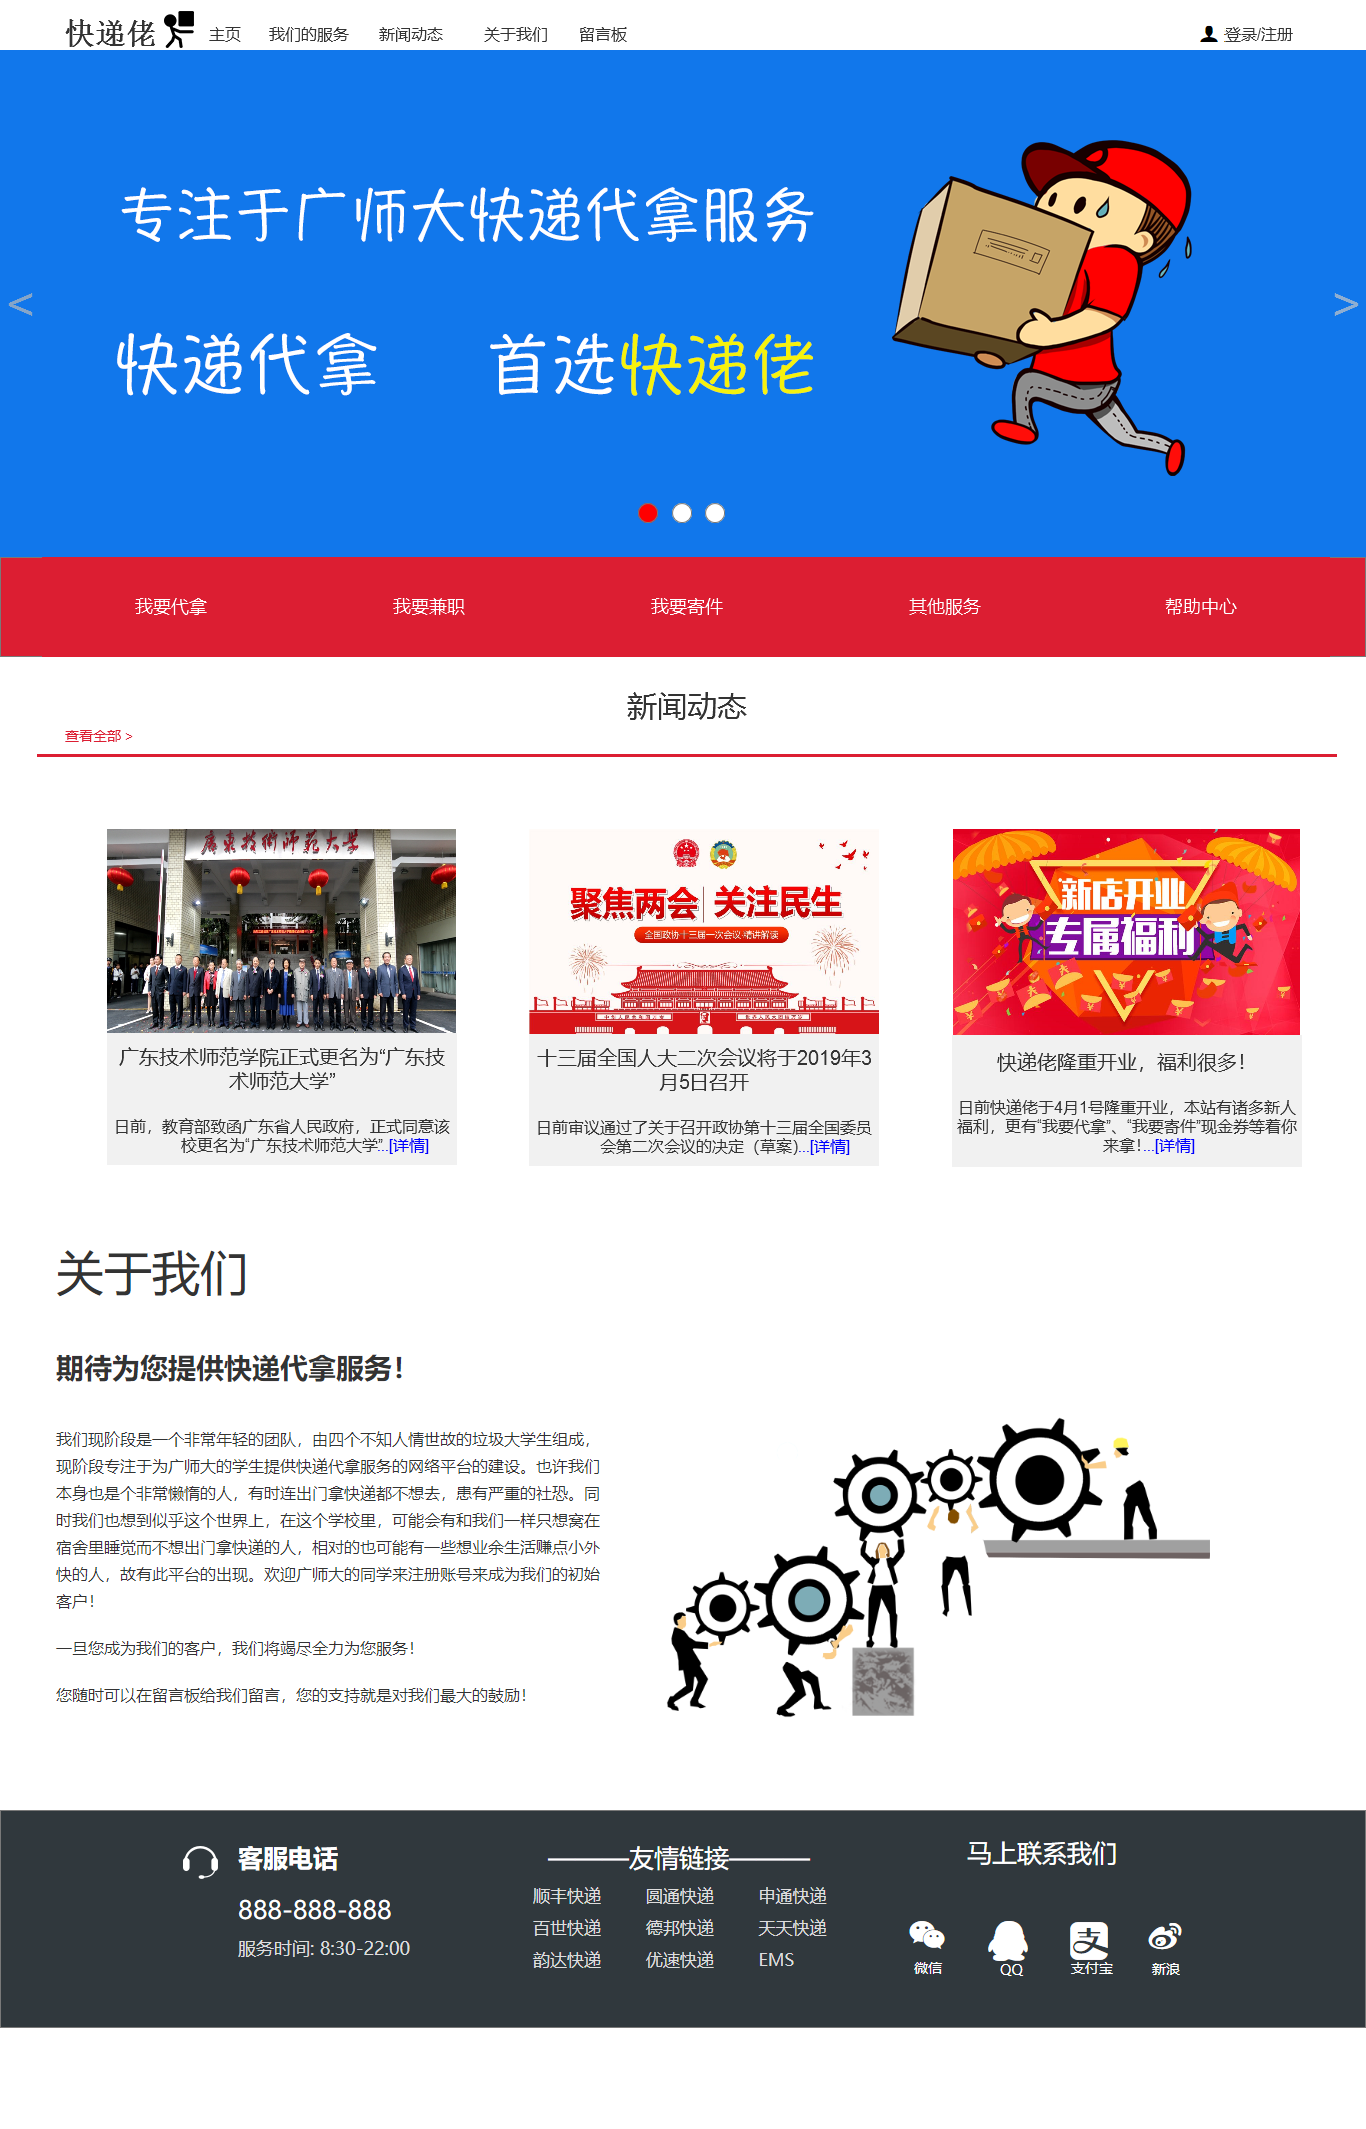 快递佬 主页 我们的服务 新闻动态 关于我们 留言板 登录/注册
专注于广师大快递代拿服务
< >
快递代拿 首选快递佬
我要代拿 我要兼职 我要寄件 其他服务 帮助中心
新闻动态
查看全部 >
廣東技術師範大學
广东技术师范学院正式更名为“广东技
术师范大学”
日前，教育部致函广东省人民政府，正式同意该
校更名为“广东技术师范大学”...[详情]
聚焦两会 关注民生
全国政协十三届一次会议·精讲解读
十三届全国人大二次会议将于2019年3
月5日召开
日前审议通过了关于召开政协第十三届全国委员
会第二次会议的决定（草案)...[详情]
新店开业
专属福利
快递佬隆重开业，福利很多！
日前快递佬于4月1号隆重开业，本站有诸多新人
福利，更有“我要代拿”、“我要寄件”现金券等着你
来拿！...[详情]
关于我们
期待为您提供快递代拿服务！
我们现阶段是一个非常年轻的团队，由四个不知人情世故的垃圾大学生组成，
现阶段专注于为广师大的学生提供快递代拿服务的网络平台的建设。也许我们
本身也是个非常懒惰的人，有时连出门拿快递都不想去，患有严重的社恐。同
时我们也想到似乎这个世界上，在这个学校里，可能会有和我们一样只想窝在
宿舍里睡觉而不想出门拿快递的人，相对的也可能有一些想业余生活赚点小外
快的人，故有此平台的出现。欢迎广师大的同学来注册账号来成为我们的初始
客户！
一旦您成为我们的客户，我们将竭尽全力为您服务！
您随时可以在留言板给我们留言，您的支持就是对我们最大的鼓励！
客服电话
888-888-888
服务时间: 8:30-22:00
友情链接
顺丰快递 圆通快递 申通快递
百世快递 德邦快递 天天快递
韵达快递 优速快递 EMS
马上联系我们
支
微信 QQ 支付宝 新浪